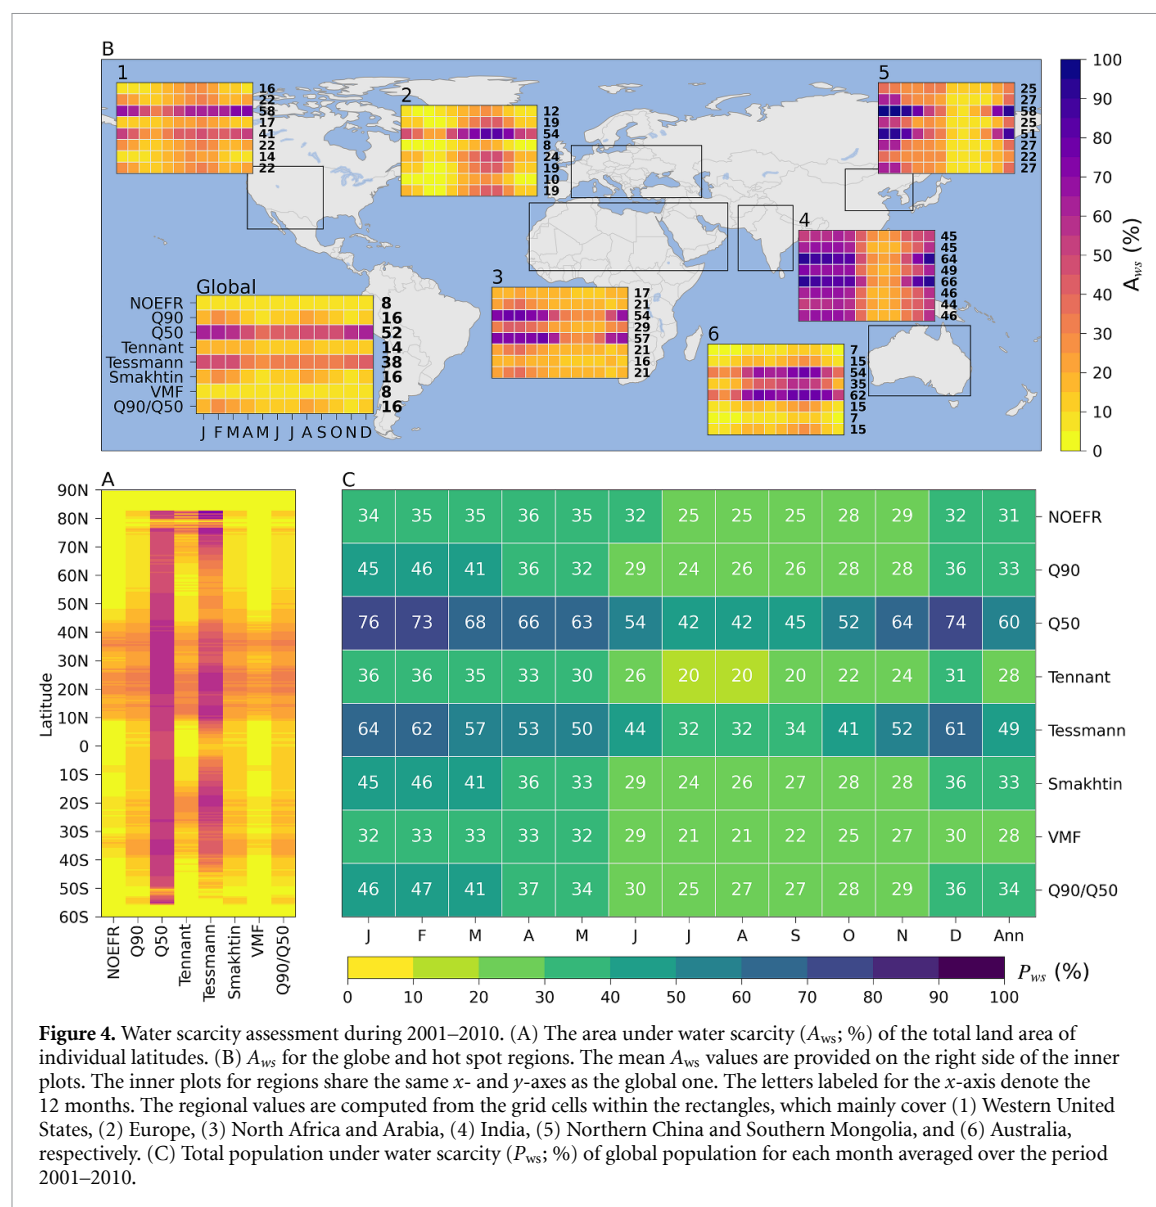 B
1
16
22
58
17
41
22
14
22
2
12
19
54
8
24
19
10
19
5
25
27
58
25
51
27
22
27
4
45
45
64
49
66
46
44
46
3
17
21
54
29
57
21
16
21
6
7
15
54
35
62
15
7
15
Global
NOEFR 8
Q90 16
Q50 52
Tennant 14
Tessmann 38
Smakhtin 16
VMF 8
Q90/Q50 16
J F M A M J J A S O N D
100
90
80
70
60
50
40
30
20
10
0
Aws (%)
A
90N
80N
70N
60N
50N
40N
30N
20N
10N
0
10S
20S
30S
40S
50S
60S
Latitude
NOEFR
Q90
Q50
Tennant
Tessmann
Smakhtin
VMF
Q90/Q50
C
34 35 35 36 35 32 25 25 25 28 29 32 31 NOEFR
45 46 41 36 32 29 24 26 26 28 28 36 33 Q90
76 73 68 66 63 54 42 42 45 52 64 74 60 Q50
36 36 35 33 30 26 20 20 20 22 24 31 28 Tennant
64 62 57 53 50 44 32 32 34 41 52 61 49 Tessmann
45 46 41 36 33 29 24 26 27 28 28 36 33 Smakhtin
32 33 33 33 32 29 21 21 22 25 27 30 28 VMF
46 47 41 37 34 30 25 27 27 28 29 36 34 Q90/Q50
J F M A M J J A S O N D Ann
0 10 20 30 40 50 60 70 80 90 100
Pws (%)
Figure 4. Water scarcity assessment during 2001–2010. (A) The area under water scarcity (Aws; %) of the total land area of
individual latitudes. (B) Aws for the globe and hot spot regions. The mean Aws values are provided on the right side of the inner
plots. The inner plots for regions share the same x- and y-axes as the global one. The letters labeled for the x-axis denote the
12 months. The regional values are computed from the grid cells within the rectangles, which mainly cover (1) Western United
States, (2) Europe, (3) North Africa and Arabia, (4) India, (5) Northern China and Southern Mongolia, and (6) Australia,
respectively. (C) Total population under water scarcity (Pws; %) of global population for each month averaged over the period
2001–2010.